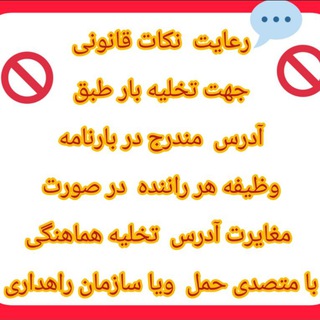 رعایت نکات قانونی
جهت تخلیه بار طبق
آدرس مندرج در بارنامه
وظیفه هر راننده در صورت
مغایرت آدرس تخلیه هماهنگی
با متصدی حمل ویا سازمان راهداری